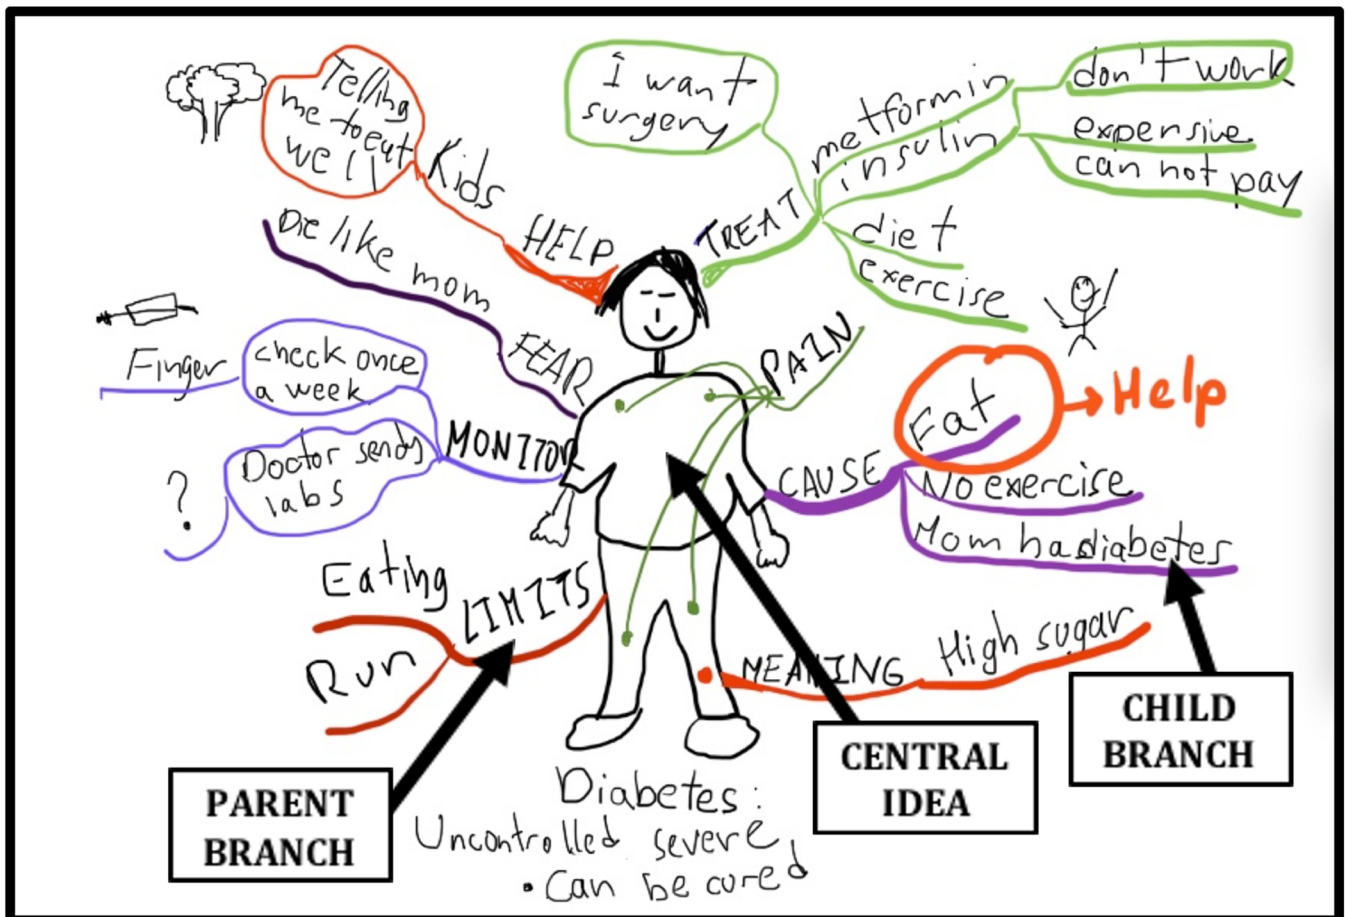 Telling
me to eat
well
Kids
HELP
Die like mom
FEAR
Finger
check once
a week
MONITOR
Doctor sends
labs
?
Eating
LIMITS
Run
I want
surgery
TREAT
metformin
insulin
don't work
expensive
can not pay
diet
exercise
PAIN
CAUSE
Fat
Help
No exercise
Mom has diabetes
MEANING
High sugar
PARENT
BRANCH
CENTRAL
IDEA
CHILD
BRANCH
Diabetes:
Uncontrolled severe
• Can be cured